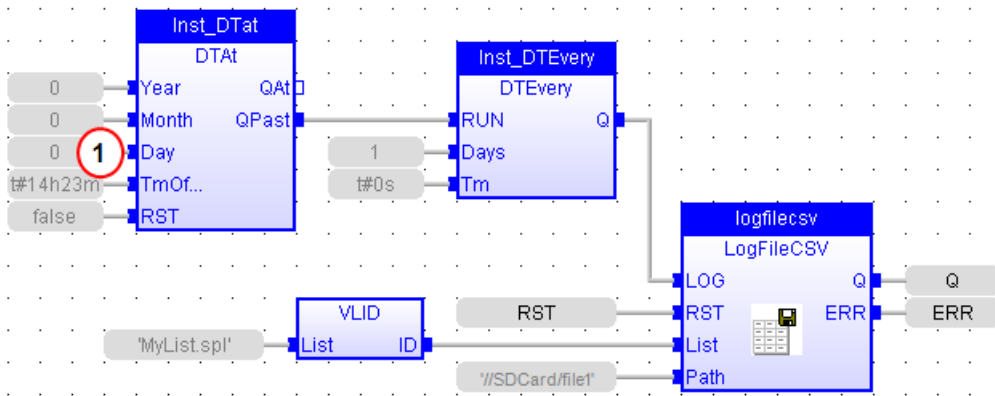 Inst_DTat
DTAt
0 Year QAt
0 Month QPast
0 1 Day
t#14h23m TmOf...
false RST
Inst_DTEvery
DTEvery
RUN Q
1 Days
t#0s Tm
logfilecsv
LogFileCSV
LOG Q Q
RST RST ERR ERR
VLID
'MyList.spl' List ID List
'//SDCard/file1' Path